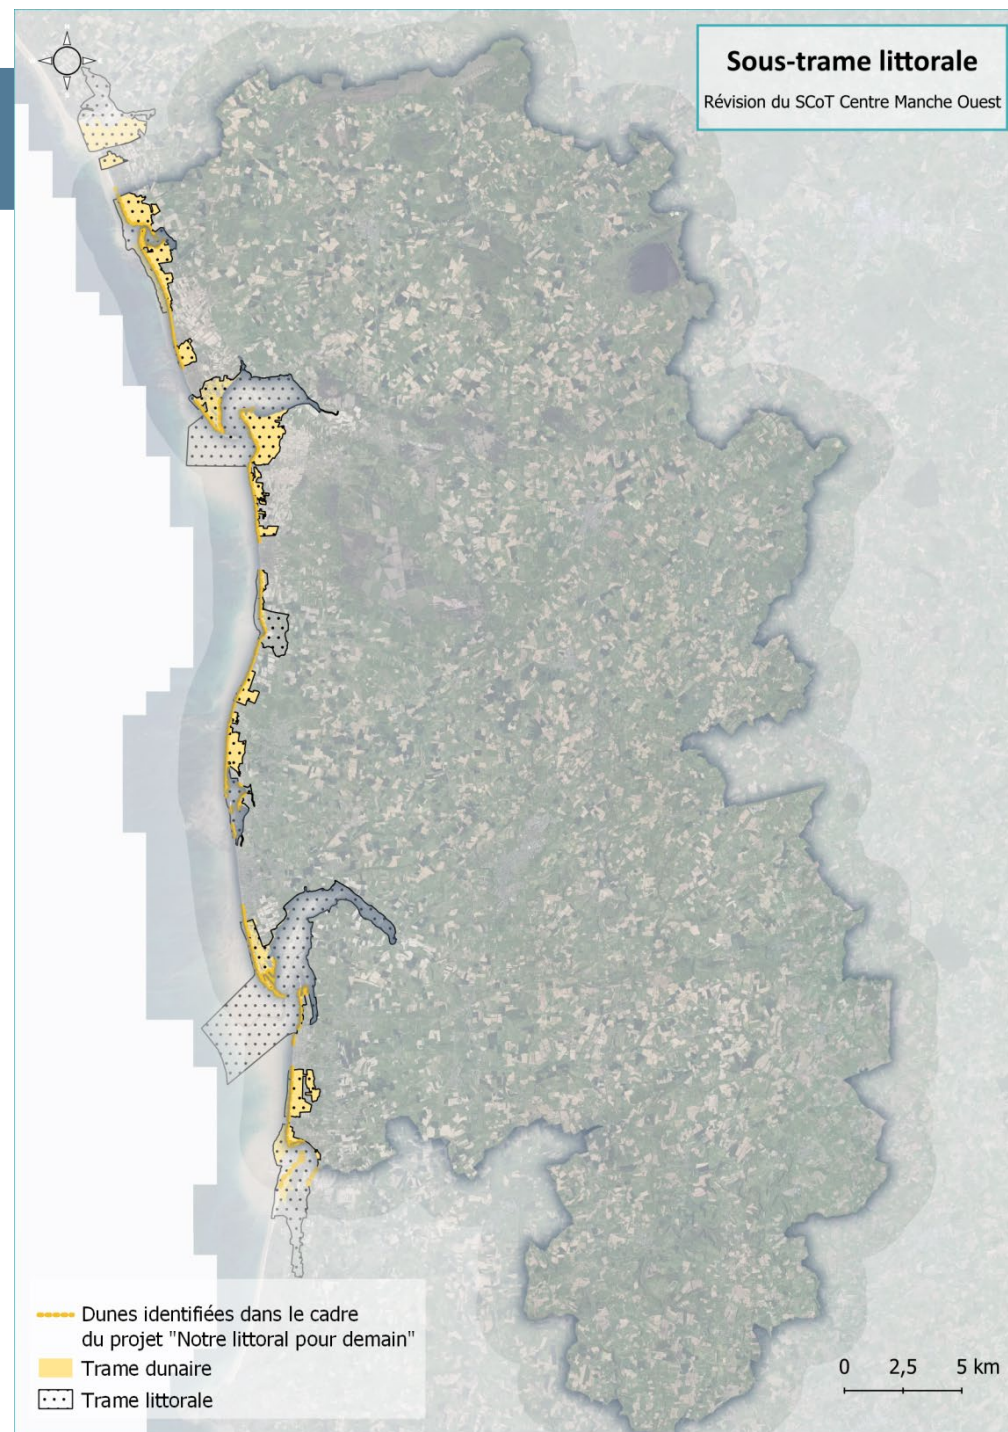 Sous-trame littorale
Révision du SCoT Centre Manche Ouest
Dunes identifiées dans le cadre
du projet "Notre littoral pour demain"
Trame dunaire
Trame littorale
0 2,5 5 km